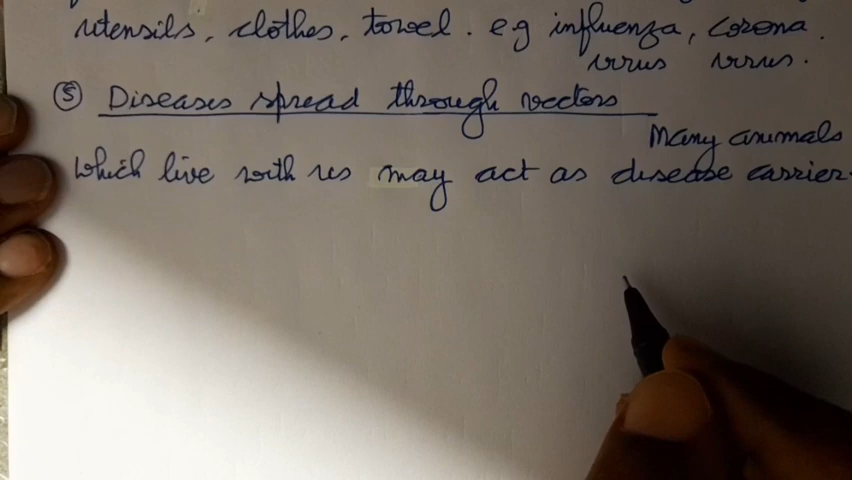 utensils, clothes, towel. eg influenza, corona.
virus virus.
⑤ Diseases spread through vectors
Many animals
which live with us may act as disease carrier.